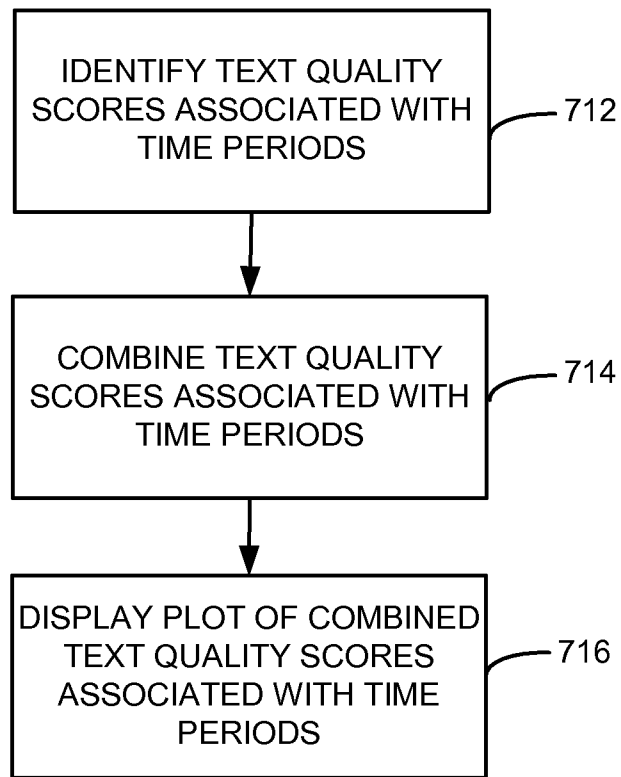 IDENTIFY TEXT QUALITY
SCORES ASSOCIATED WITH
TIME PERIODS
712
COMBINE TEXT QUALITY
SCORES ASSOCIATED WITH
TIME PERIODS
714
DISPLAY PLOT OF COMBINED
TEXT QUALITY SCORES
ASSOCIATED WITH TIME
PERIODS
716